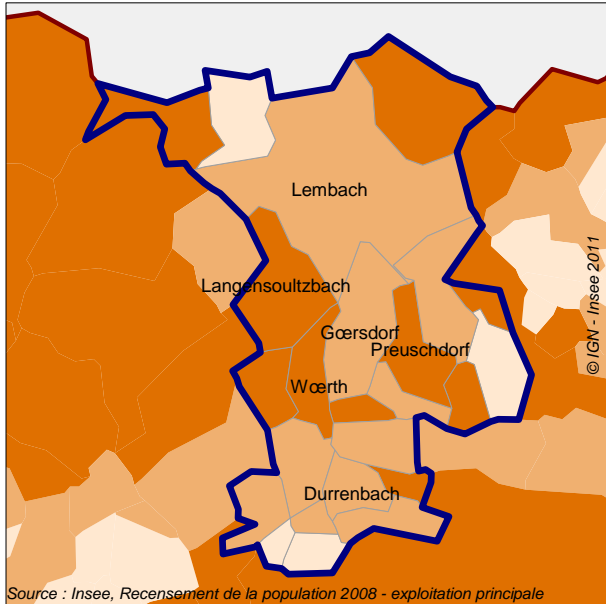 Lembach
Langensoultzbach
Gœrsdorf
Preuschdorf
Wœrth
Durrenbach
© IGN - Insee 2011
Source : Insee, Recensement de la population 2008 - exploitation principale